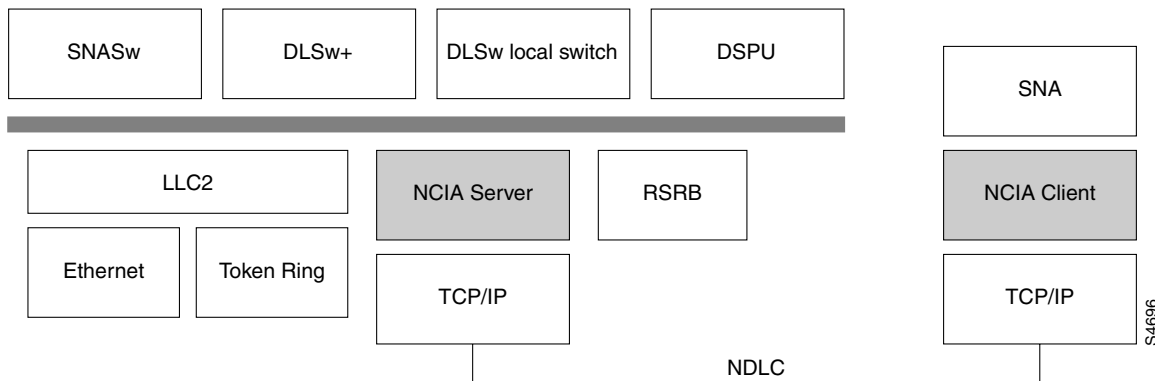 SNASw
DLSw+
DLSw local switch
DSPU
SNA
LLC2
NCIA Server
RSRB
NCIA Client
Ethernet
Token Ring
TCP/IP
TCP/IP
S4696
NDLC